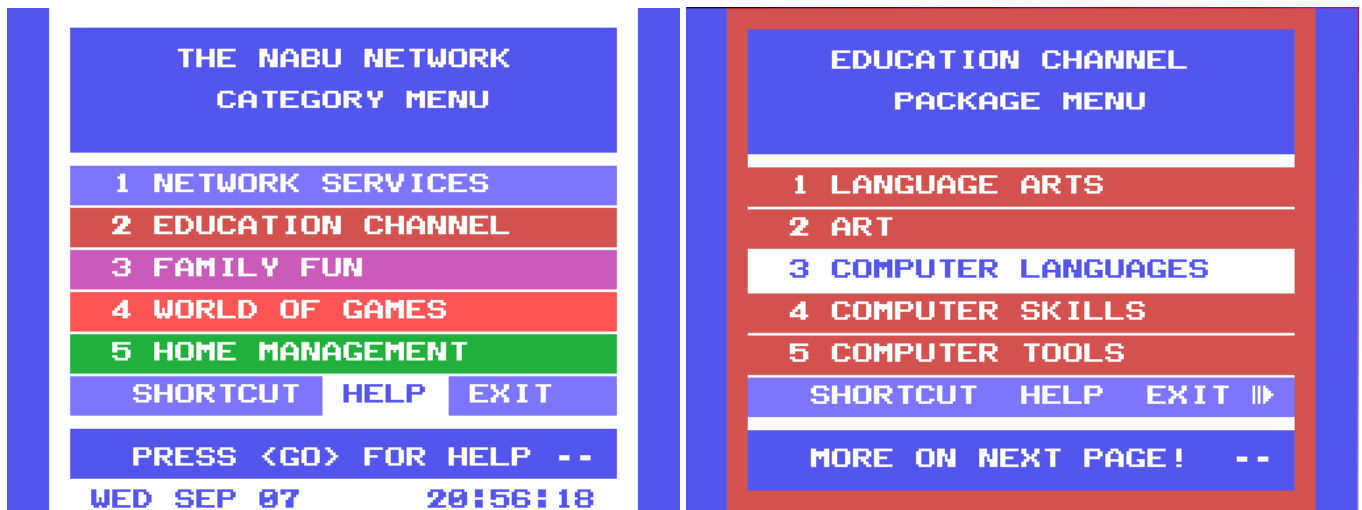 THE NABU NETWORK
CATEGORY MENU
1 NETWORK SERVICES
2 EDUCATION CHANNEL
3 FAMILY FUN
4 WORLD OF GAMES
5 HOME MANAGEMENT
SHORTCUT HELP EXIT
PRESS <GO> FOR HELP --
WED SEP 07 20:56:18
EDUCATION CHANNEL
PACKAGE MENU
1 LANGUAGE ARTS
2 ART
3 COMPUTER LANGUAGES
4 COMPUTER SKILLS
5 COMPUTER TOOLS
SHORTCUT HELP EXIT
MORE ON NEXT PAGE! --